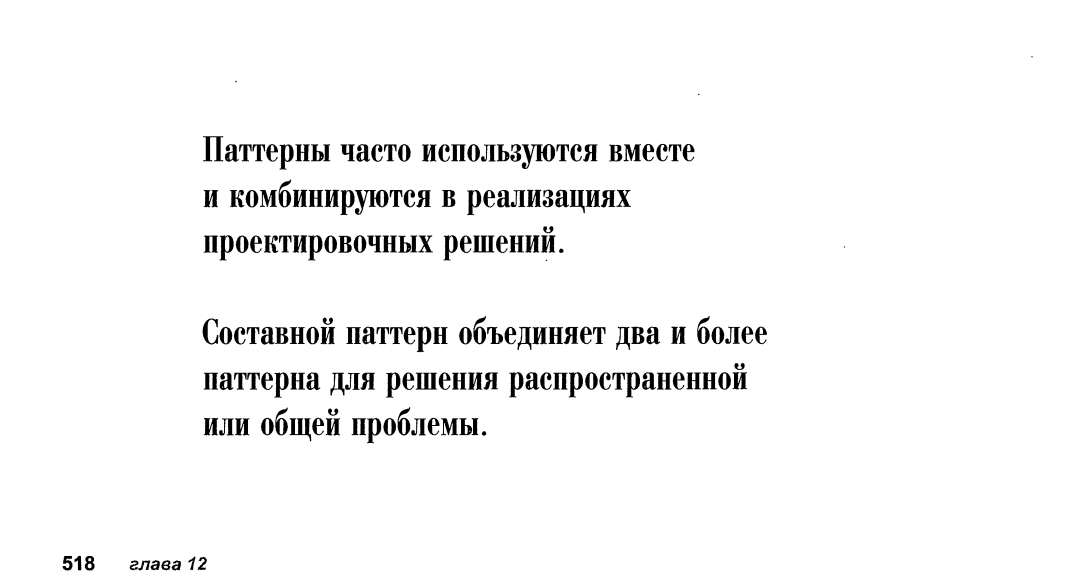 Паттерны часто используются вместе
и комбинируются в реализациях
проектировочных решений.
Составной паттерн объединяет два и более
паттерна для решения распространенной
или общей проблемы.
518 глава 12